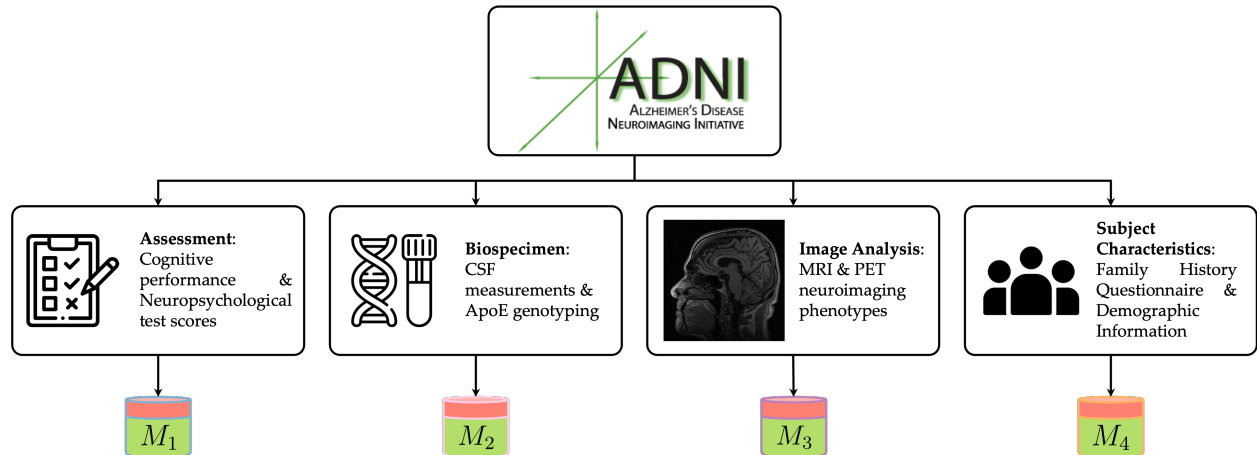 ADNI
ALZHEIMER'S DISEASE
NEUROIMAGING INITIATIVE
Assessment:
Cognitive
performance &
Neuropsychological
test scores
Biospecimen:
CSF
measurements &
ApoE genotyping
Image Analysis:
MRI & PET
neuroimaging
phenotypes
Subject
Characteristics:
Family History
Questionnaire &
Demographic
Information
M1
M2
M3
M4